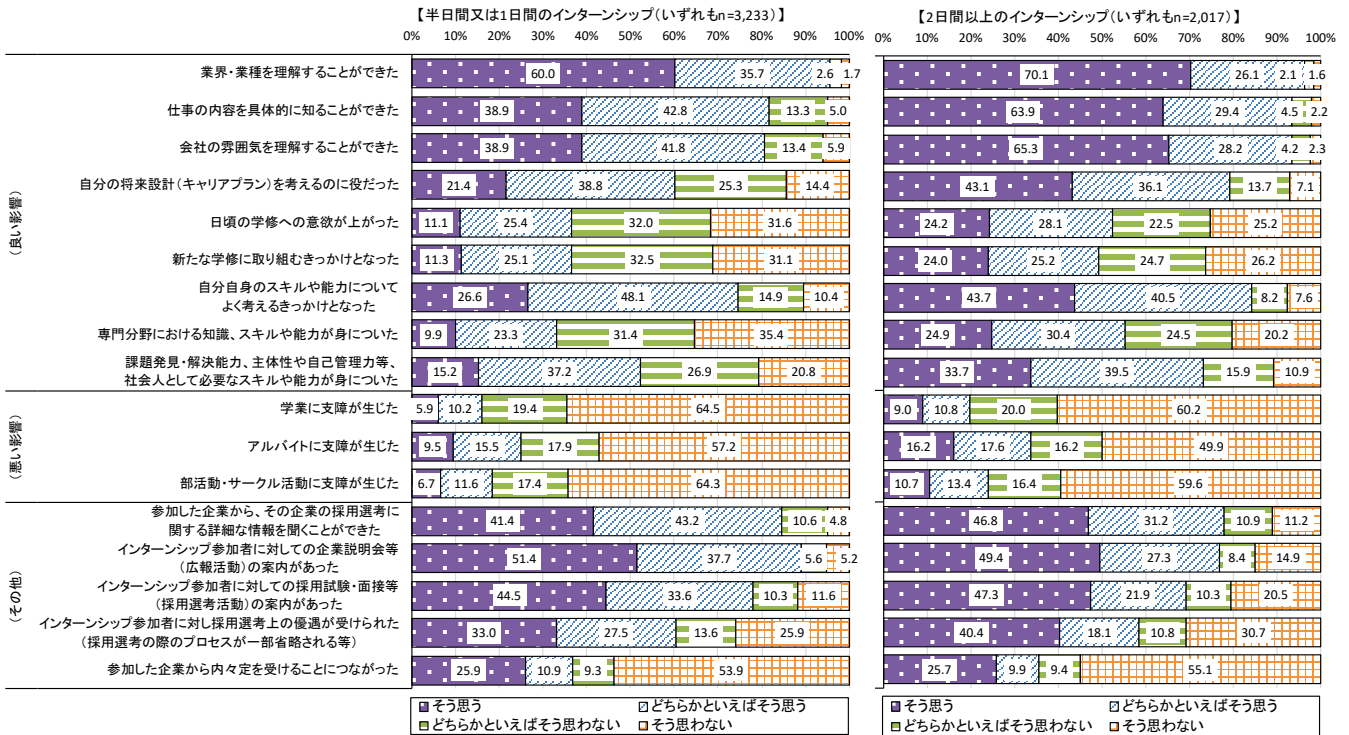 【半日間又は1日間のインターンシップ(いずれもn=3,233)】
【2日間以上のインターンシップ(いずれもn=2,017)】
0% 10% 20% 30% 40% 50% 60% 70% 80% 90% 100%
0% 10% 20% 30% 40% 50% 60% 70% 80% 90% 100%
(良い影響)
業界・業種を理解することができた 60.0 35.7 2.6 1.7 70.1 26.1 2.1 1.6
仕事の内容を具体的に知ることができた 38.9 42.8 13.3 5.0 63.9 29.4 4.5 2.2
会社の雰囲気を理解することができた 38.9 41.8 13.4 5.9 65.3 28.2 4.2 2.3
自分の将来設計(キャリアプラン)を考えるのに役だった 21.4 38.8 25.3 14.4 43.1 36.1 13.7 7.1
日頃の学修への意欲が上がった 11.1 25.4 32.0 31.6 24.2 28.1 22.5 25.2
新たな学修に取り組むきっかけとなった 11.3 25.1 32.5 31.1 24.0 25.2 24.7 26.2
自分自身のスキルや能力について
よく考えるきっかけとなった 26.6 48.1 14.9 10.4 43.7 40.5 8.2 7.6
専門分野における知識、スキルや能力が身についた 9.9 23.3 31.4 35.4 24.9 30.4 24.5 20.2
課題発見・解決能力、主体性や自己管理力等、
社会人として必要なスキルや能力が身についた 15.2 37.2 26.9 20.8 33.7 39.5 15.9 10.9
(悪い影響)
学業に支障が生じた 5.9 10.2 19.4 64.5 9.0 10.8 20.0 60.2
アルバイトに支障が生じた 9.5 15.5 17.9 57.2 16.2 17.6 16.2 49.9
部活動・サークル活動に支障が生じた 6.7 11.6 17.4 64.3 10.7 13.4 16.4 59.6
(その他)
参加した企業から、その企業の採用選考に
関する詳細な情報を聞くことができた 41.4 43.2 10.6 4.8 46.8 31.2 10.9 11.2
インターンシップ参加者に対しての企業説明会等
(広報活動)の案内があった 51.4 37.7 5.6 5.2 49.4 27.3 8.4 14.9
インターンシップ参加者に対しての採用試験・面接等
(採用選考活動)の案内があった 44.5 33.6 10.3 11.6 47.3 21.9 10.3 20.5
インターンシップ参加者に対し採用選考上の優遇が受けられた
(採用選考の際のプロセスが一部省略される等) 33.0 27.5 13.6 25.9 40.4 18.1 10.8 30.7
参加した企業から内々定を受けることにつながった 25.9 10.9 9.3 53.9 25.7 9.9 9.4 55.1
そう思う どちらかといえばそう思う
どちらかといえばそう思わない そう思わない
そう思う どちらかといえばそう思う
どちらかといえばそう思わない そう思わない